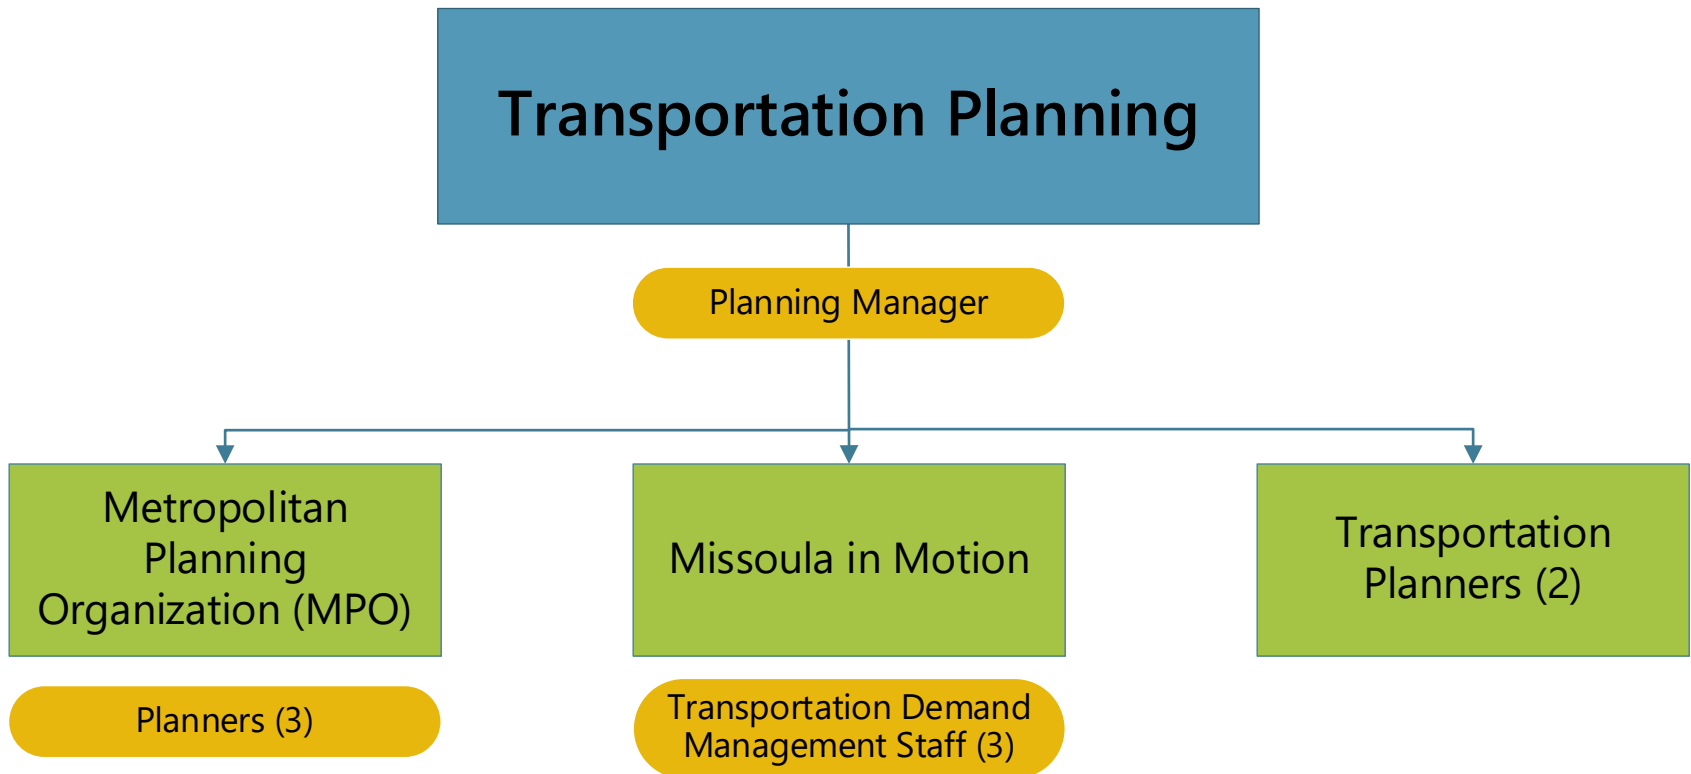 Transportation Planning
Planning Manager
Metropolitan
Planning
Organization (MPO)
Missoula in Motion
Transportation
Planners (2)
Planners (3)
Transportation Demand
Management Staff (3)